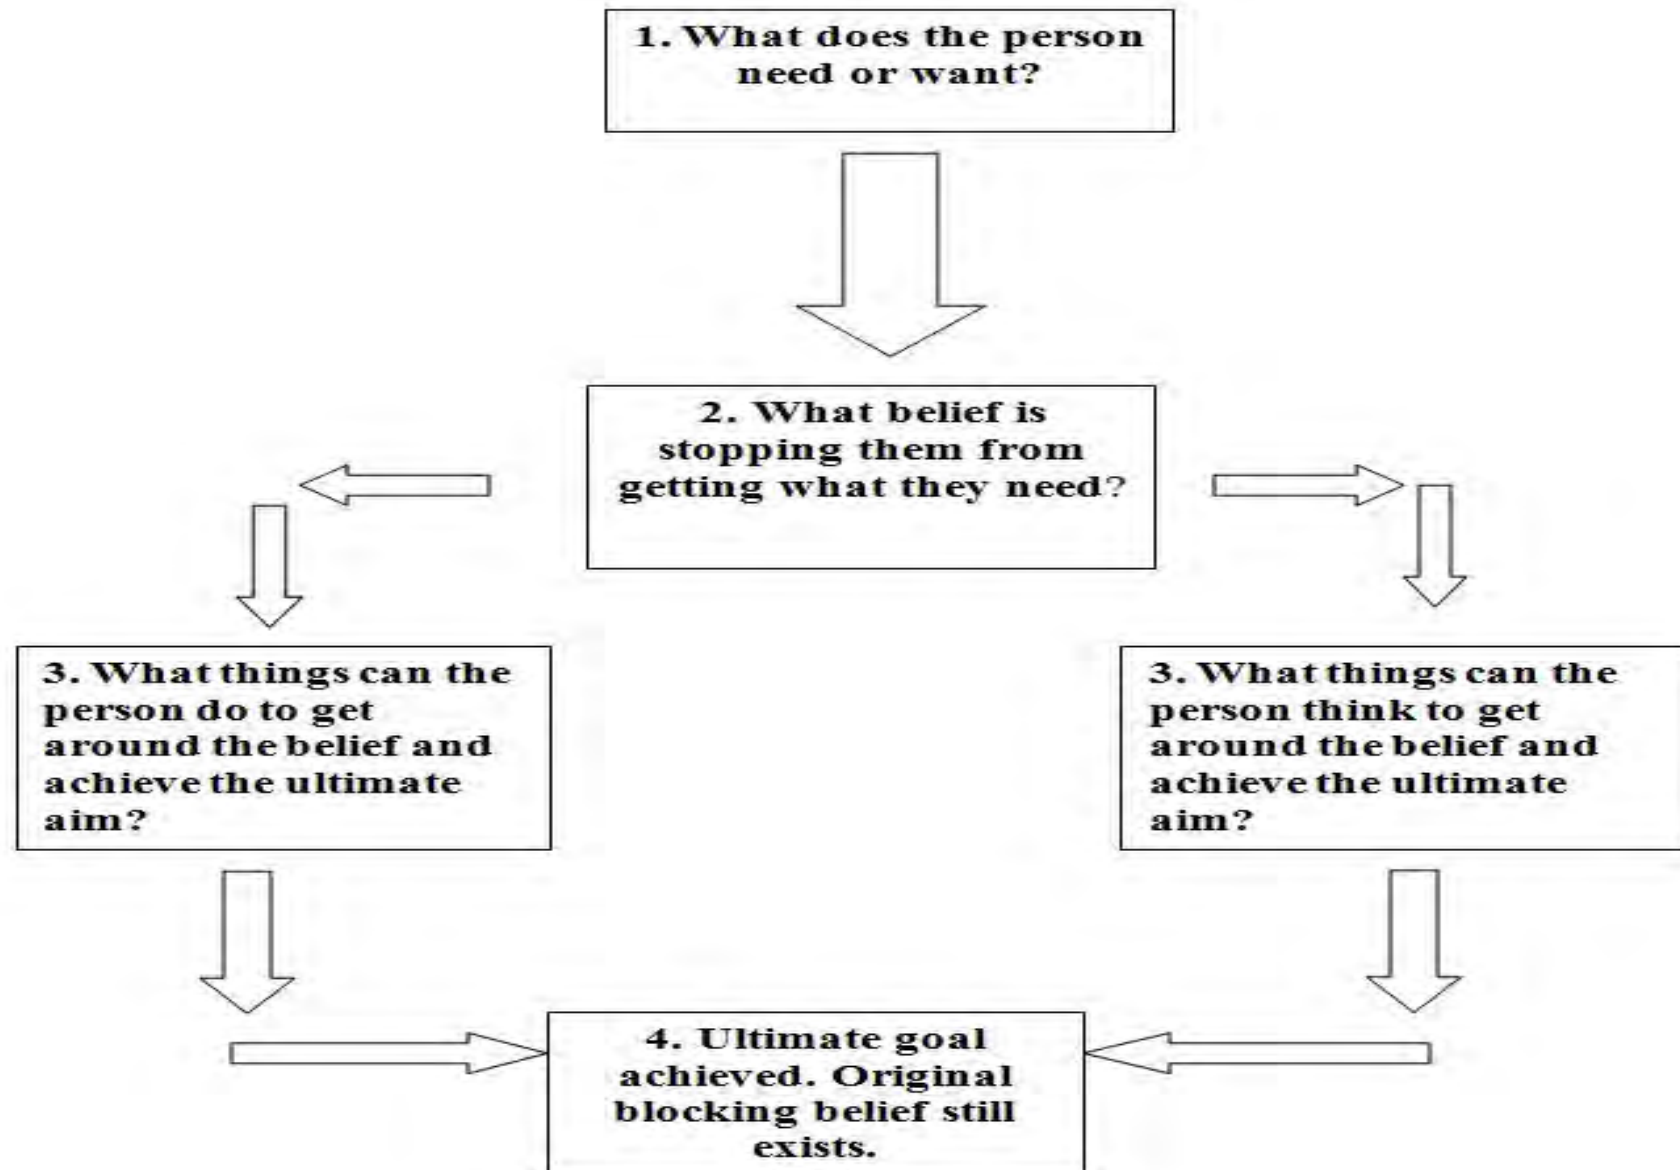 1. What does the person
need or want?
2. What belief is
stopping them from
getting what they need?
3. What things can the
person do to get
around the belief and
achieve the ultimate
aim?
3. What things can the
person think to get
around the belief and
achieve the ultimate
aim?
4. Ultimate goal
achieved. Original
blocking belief still
exists.